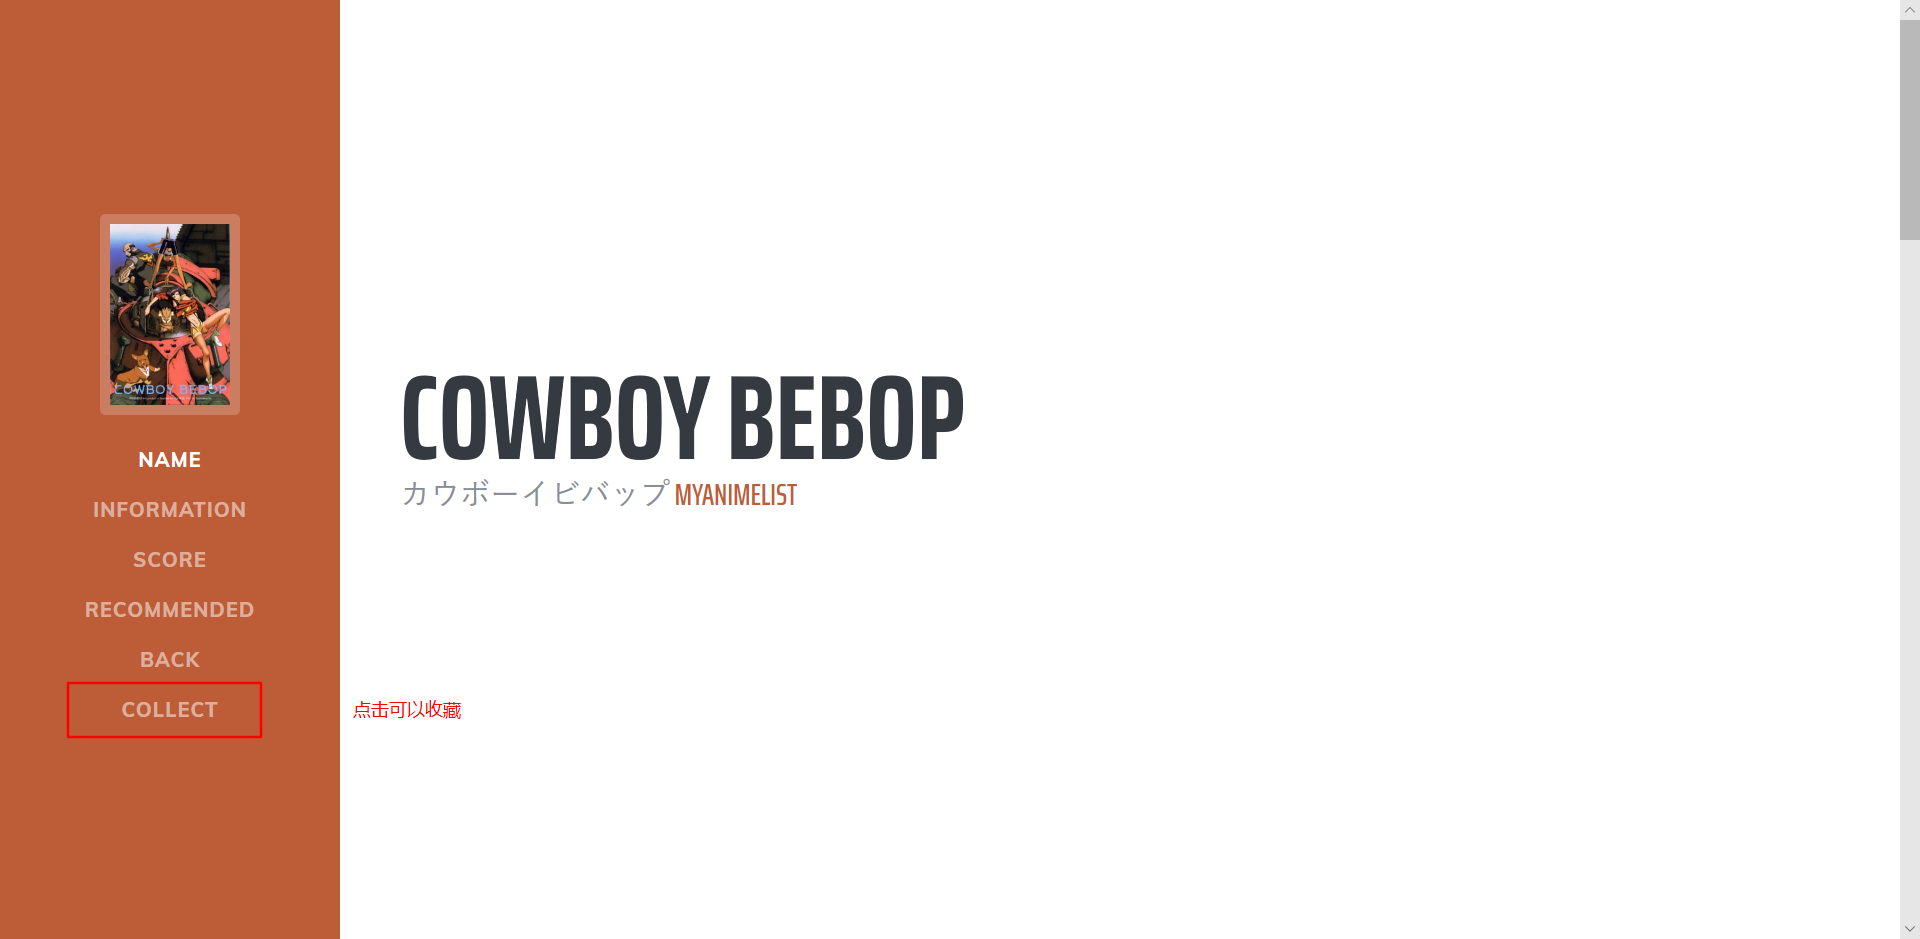 COWBOY BEBOP
NAME
INFORMATION
SCORE
RECOMMENDED
BACK
COLLECT
COWBOY BEBOP
カウボーイビバップ MYANIMELIST
点击可以收藏